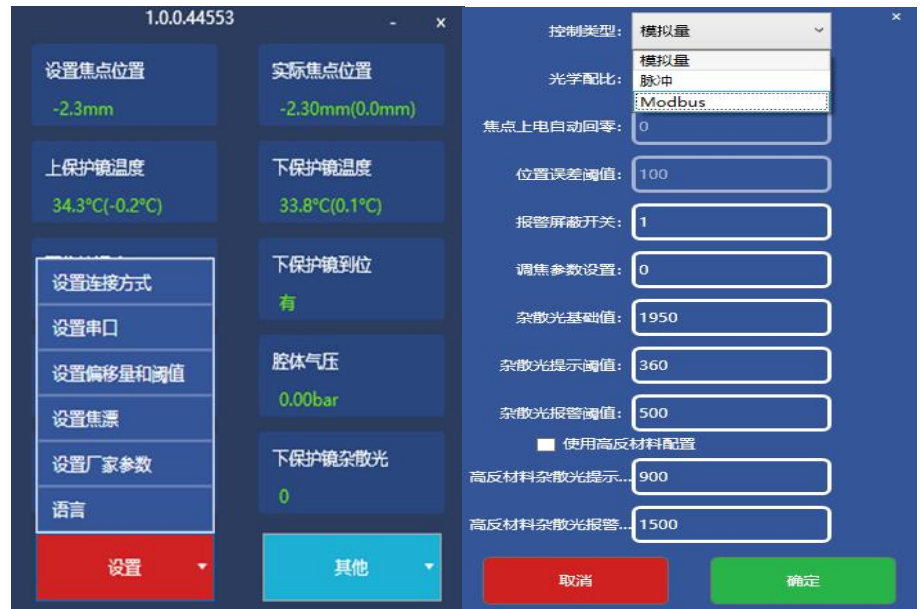 1.0.0.44553
-
x
设置焦点位置
-2.3mm
实际焦点位置
-2.30mm(0.0mm)
上保护镜温度
34.3°C(-0.2°C)
下保护镜温度
33.8°C(0.1°C)
下保护镜到位
有
腔体气压
0.00bar
下保护镜杂散光
0
设置连接方式
设置串口
设置偏移量和阈值
设置焦漂
设置厂家参数
语言
设置
其他
x
控制类型: 模拟量
模拟量
脉冲
Modbus
光学配比:
焦点上电自动回零: 0
位置误差阈值: 100
报警屏蔽开关: 1
调焦参数设置: 0
杂散光基础值: 1950
杂散光提示阈值: 360
杂散光报警阈值: 500
使用高反材料配置
高反材料杂散光提示... 900
高反材料杂散光报警... 1500
取消
确定